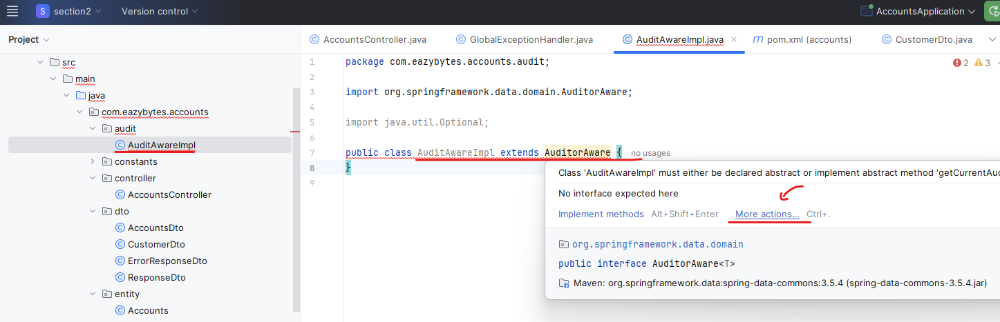 S section2 Version control AccountsApplication
Project
AccountsController.java GlobalExceptionHandler.java AuditAwareImpl.java pom.xml (accounts) CustomerDto.java
src
main
java
com.eazybytes.accounts
audit
AuditAwareImpl
constants
controller
AccountsController
dto
AccountsDto
CustomerDto
ErrorResponseDto
ResponseDto
entity
Accounts
2 3
1 package com.eazybytes.accounts.audit;
2
3 import org.springframework.data.domain.AuditorAware;
4
5 import java.util.Optional;
6
7 public class AuditAwareImpl extends AuditorAware { no usages
8 }
9
Class 'AuditAwareImpl' must either be declared abstract or implement abstract method 'getCurrentAu
No interface expected here
Implement methods Alt+Shift+Enter More actions... Ctrl+.
org.springframework.data.domain
public interface AuditorAware<T>
Maven: org.springframework.data:spring-data-commons:3.5.4 (spring-data-commons-3.5.4.jar)